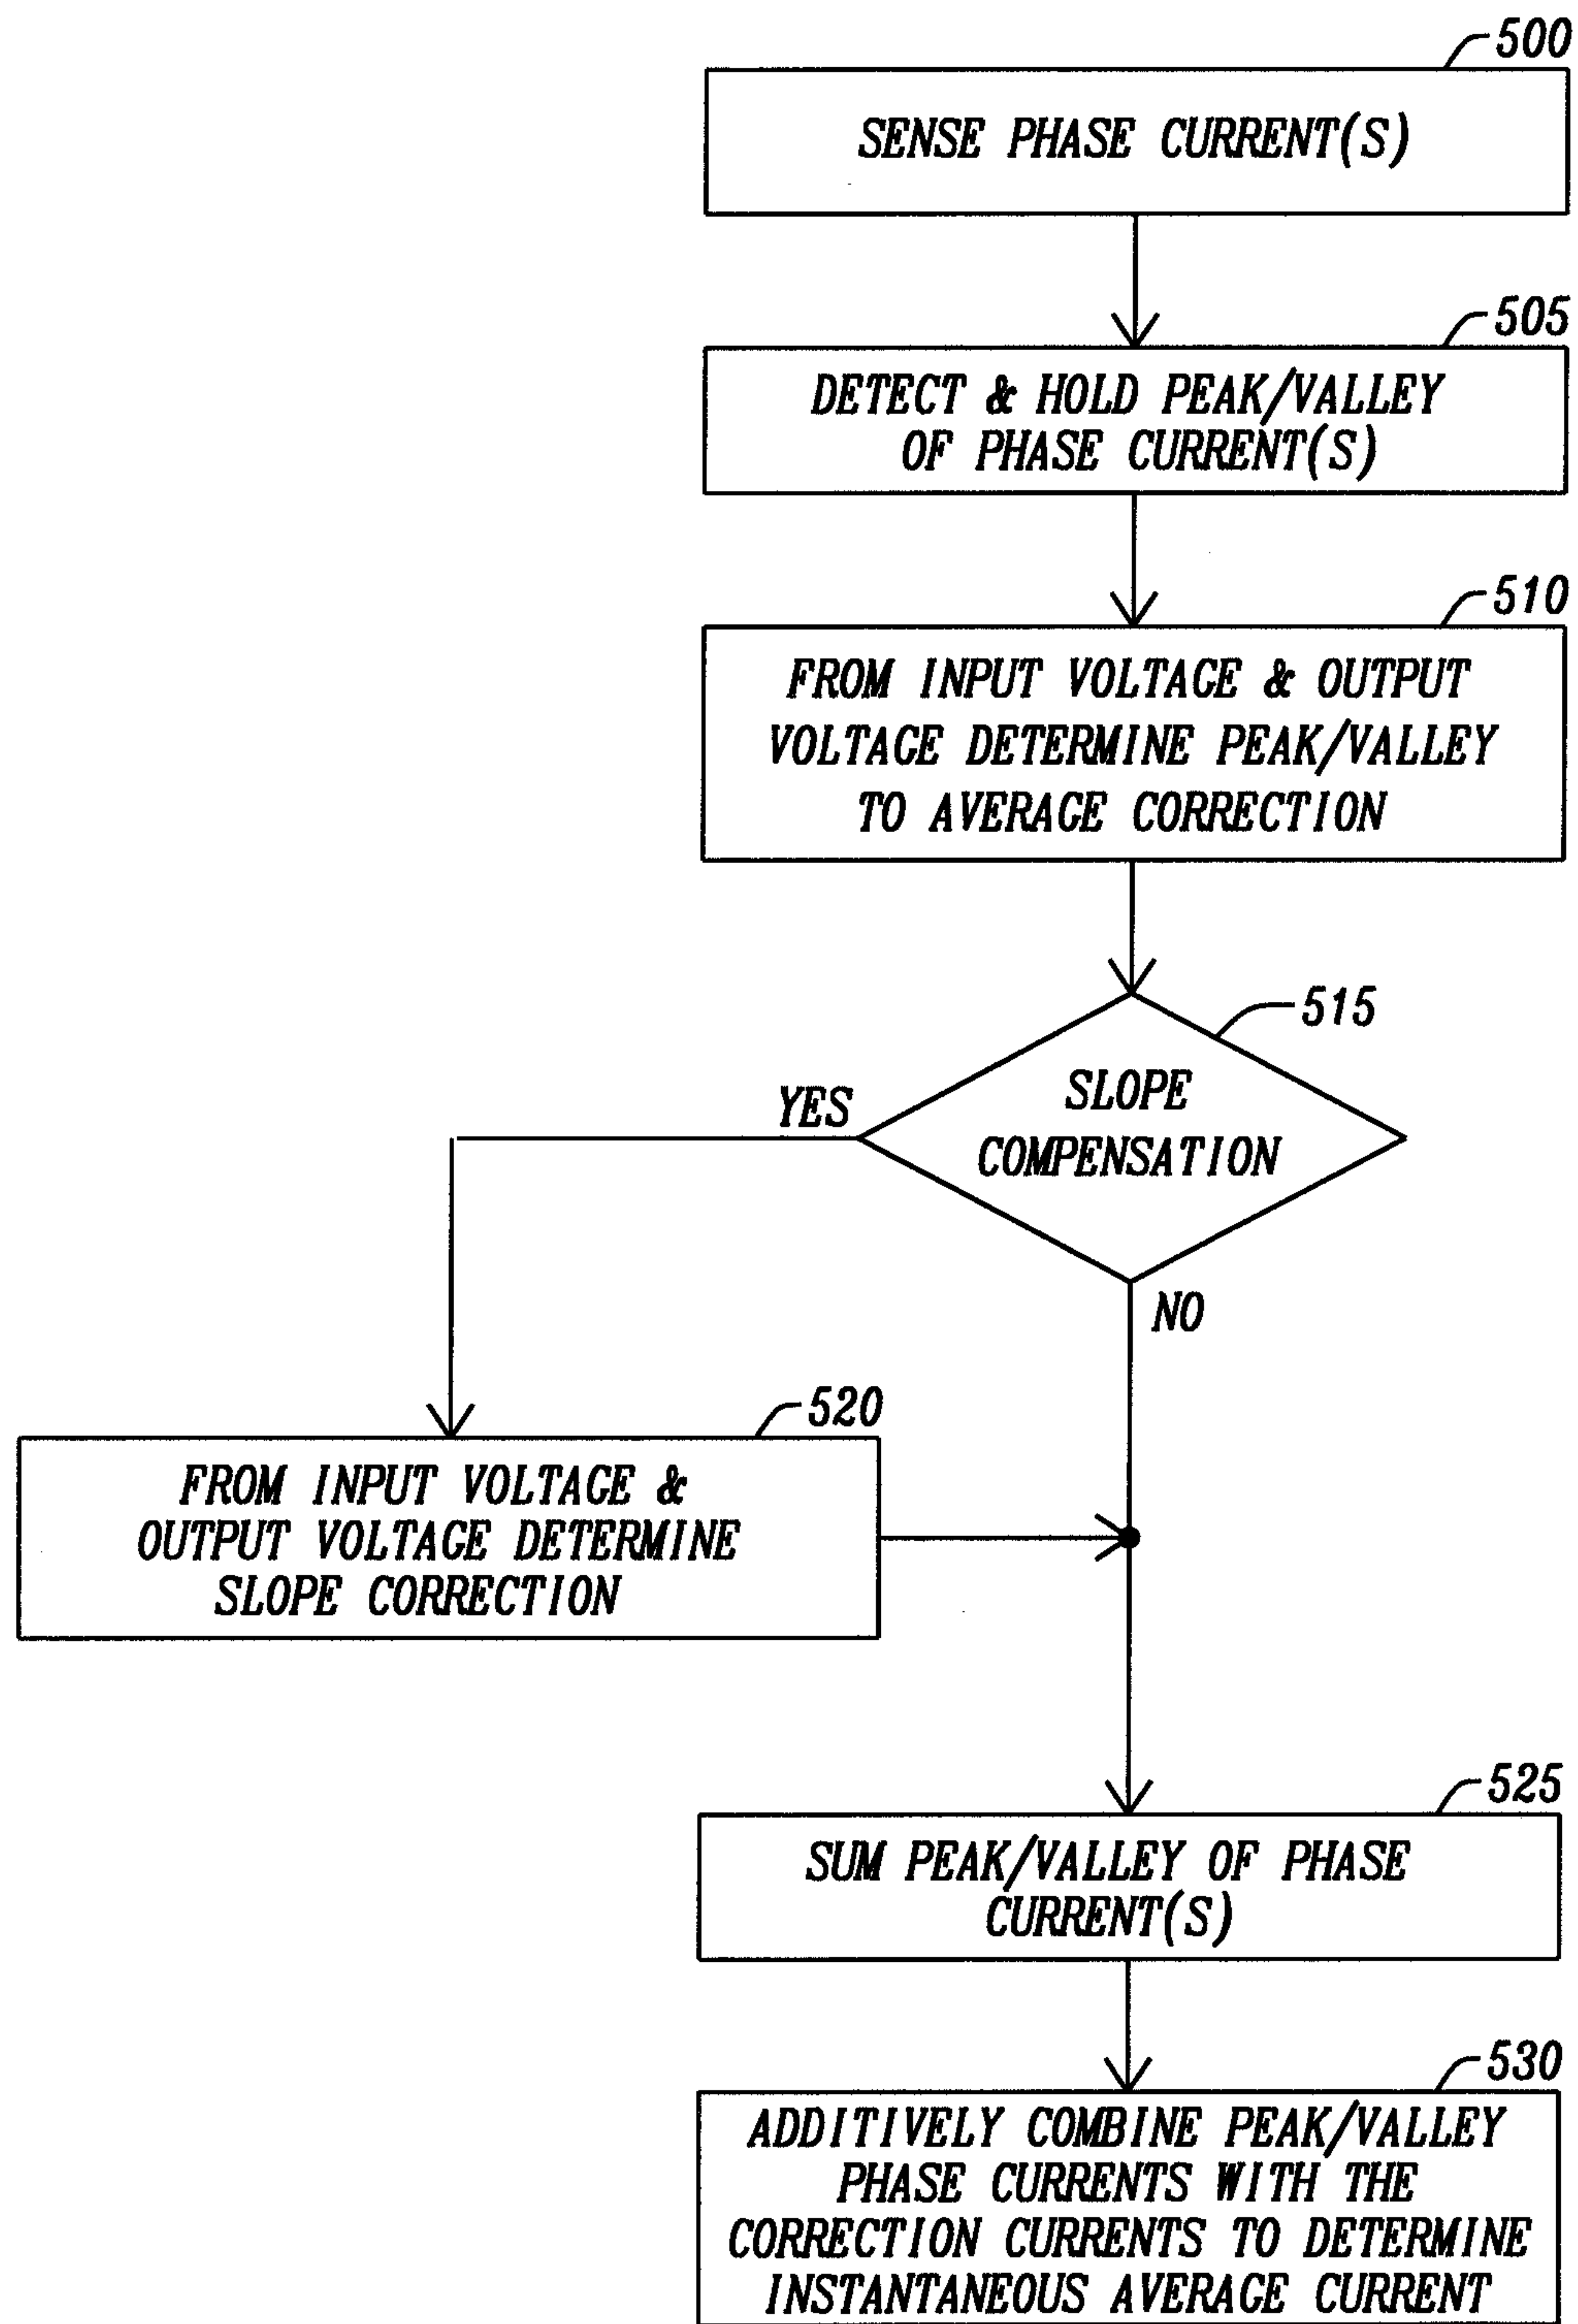 500
SENSE PHASE CURRENT(S)
505
DETECT & HOLD PEAK/VALLEY
OF PHASE CURRENT(S)
510
FROM INPUT VOLTAGE & OUTPUT
VOLTAGE DETERMINE PEAK/VALLEY
TO AVERAGE CORRECTION
515
SLOPE
COMPENSATION
YES
NO
520
FROM INPUT VOLTAGE &
OUTPUT VOLTAGE DETERMINE
SLOPE CORRECTION
525
SUM PEAK/VALLEY OF PHASE
CURRENT(S)
530
ADDITIVELY COMBINE PEAK/VALLEY
PHASE CURRENTS WITH THE
CORRECTION CURRENTS TO DETERMINE
INSTANTANEOUS AVERAGE CURRENT